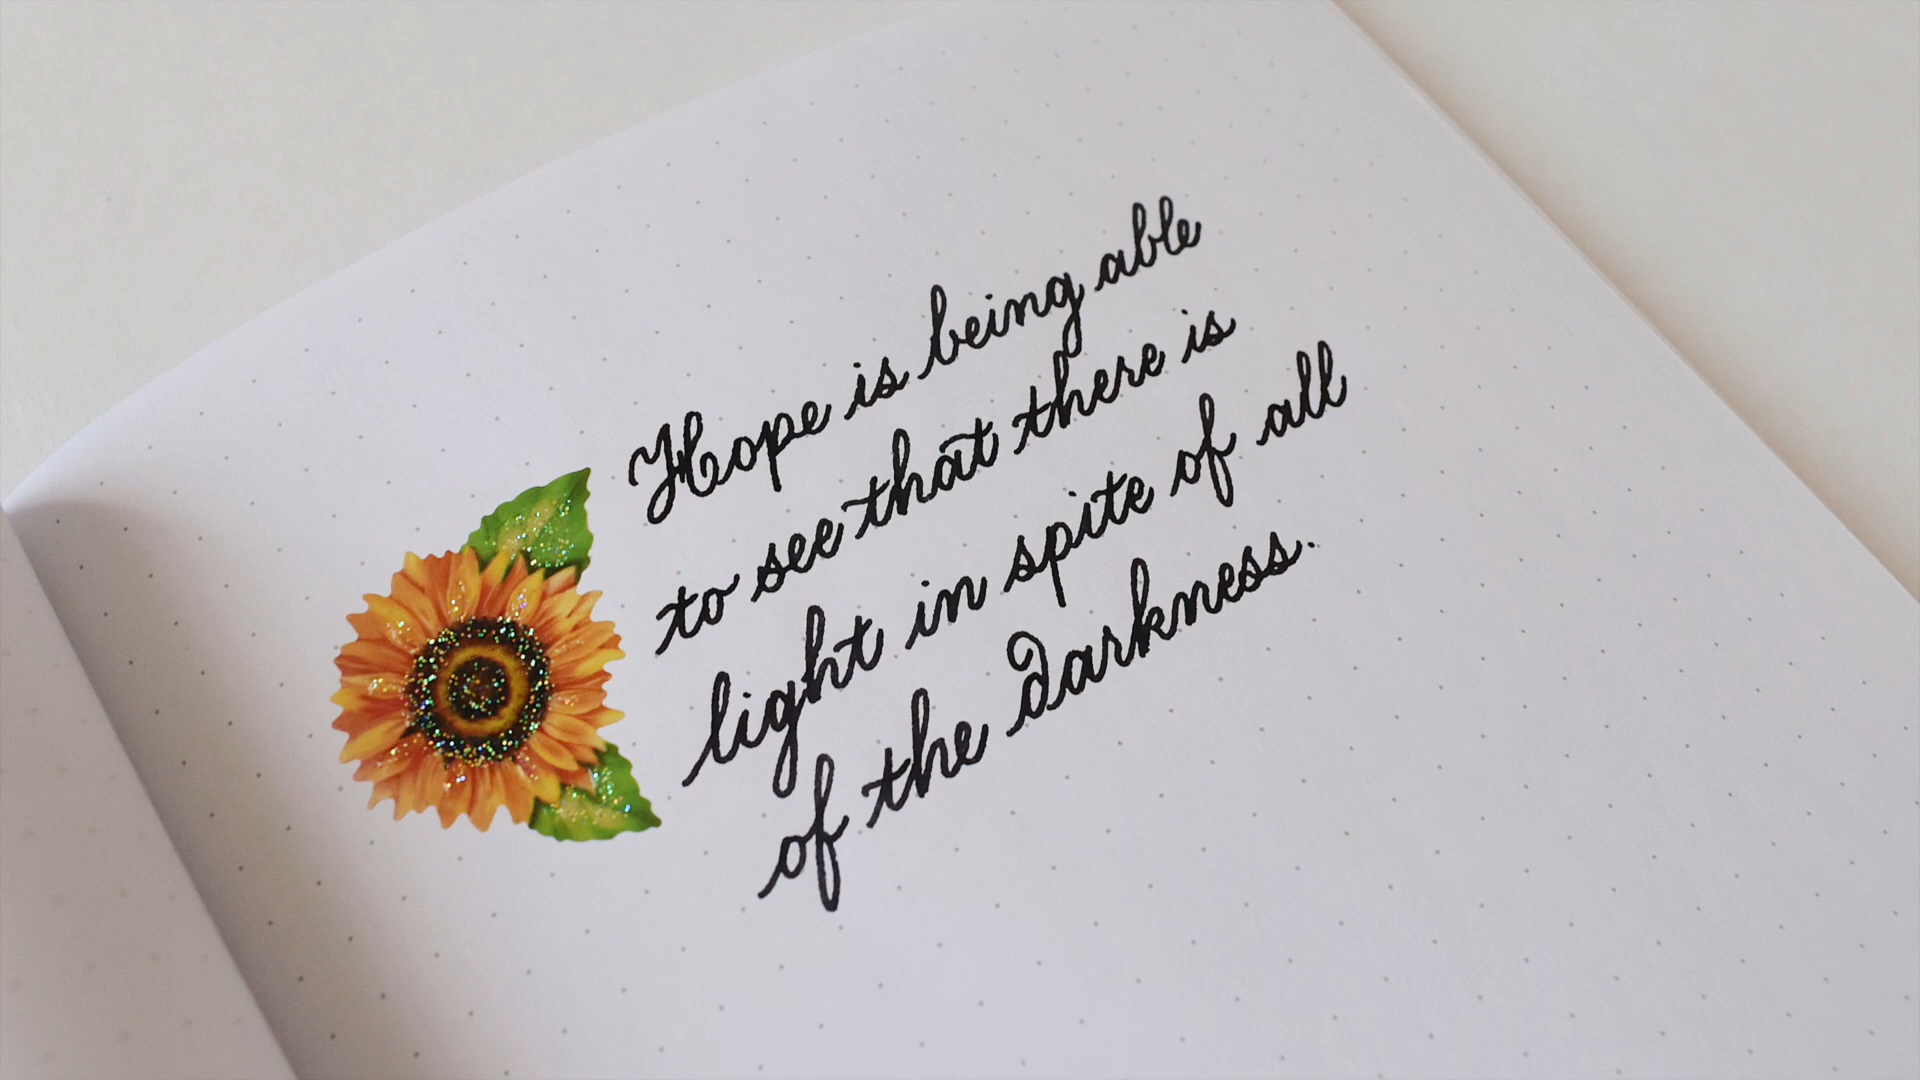 Hope is being able
to see that there is
light in spite of all
of the darkness.